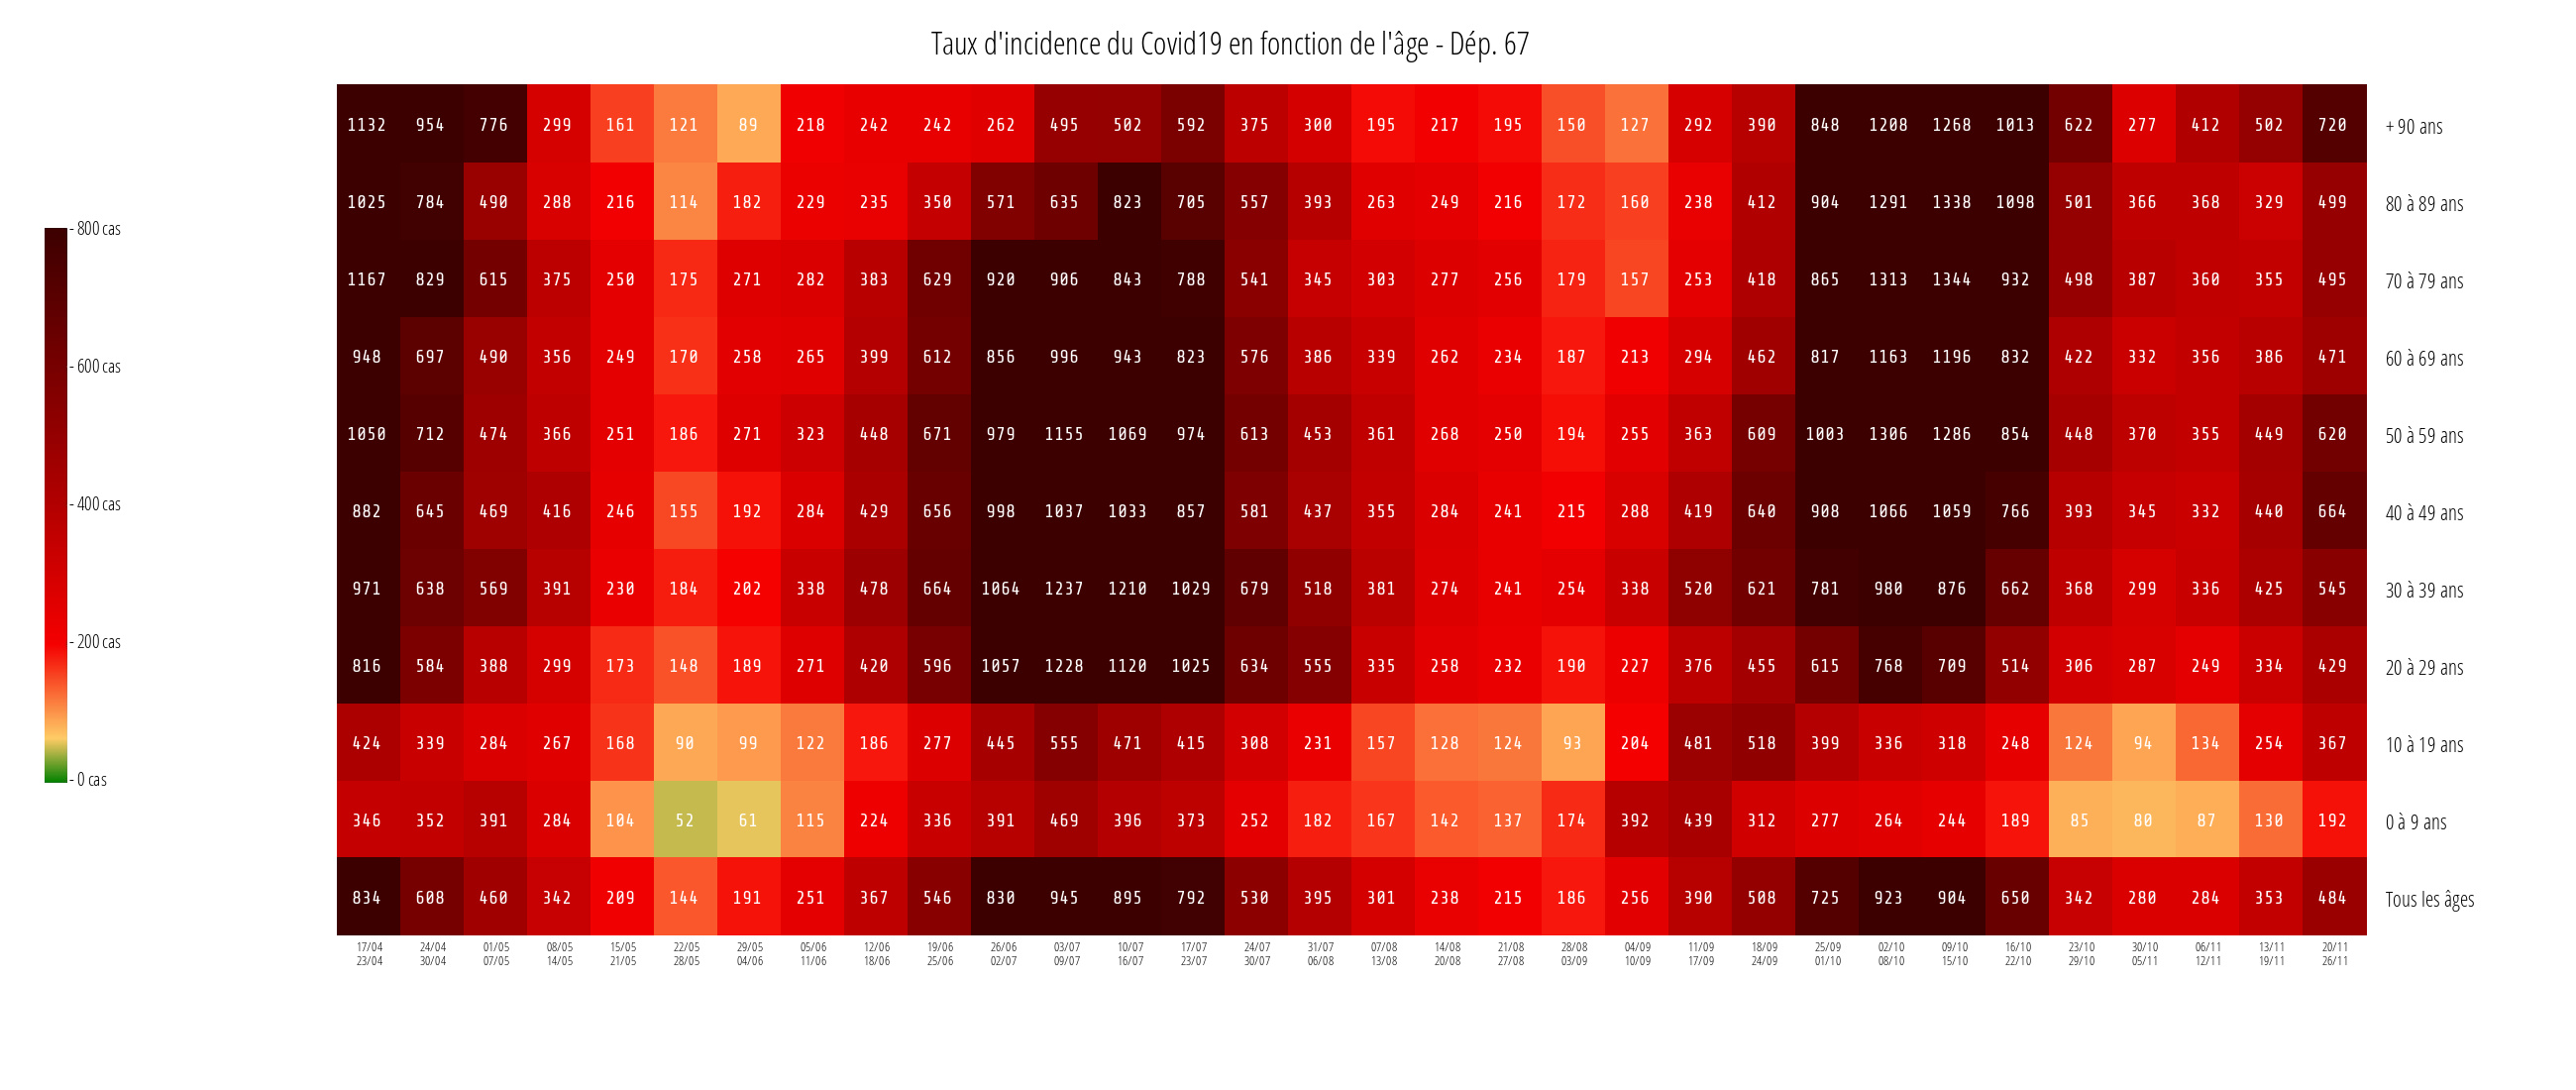 Taux d'incidence du Covid19 en fonction de l'âge - Dép. 67
- 800 cas
- 600 cas
- 400 cas
- 200 cas
- 0 cas
1132 954 776 299 161 121 89 218 242 242 262 495 502 592 375 300 195 217 195 150 127 292 390 848 1208 1268 1013 622 277 412 502 720 + 90 ans
1025 784 490 288 216 114 182 229 235 350 571 635 823 705 557 393 263 249 216 172 160 238 412 904 1291 1338 1098 501 366 368 329 499 80 à 89 ans
1167 829 615 375 250 175 271 282 383 629 920 906 843 788 541 345 303 277 256 179 157 253 418 865 1313 1344 932 498 387 360 355 495 70 à 79 ans
948 697 490 356 249 170 258 265 399 612 856 996 943 823 576 386 339 262 234 187 213 294 462 817 1163 1196 832 422 332 356 386 471 60 à 69 ans
1050 712 474 366 251 186 271 323 448 671 979 1155 1069 974 613 453 361 268 250 194 255 363 609 1003 1306 1286 854 448 370 355 449 620 50 à 59 ans
882 645 469 416 246 155 192 284 429 656 998 1037 1033 857 581 437 355 284 241 215 288 419 640 908 1066 1059 766 393 345 332 440 664 40 à 49 ans
971 638 569 391 230 184 202 338 478 664 1064 1237 1210 1029 679 518 381 274 241 254 338 520 621 781 980 876 662 368 299 336 425 545 30 à 39 ans
816 584 388 299 173 148 189 271 420 596 1057 1228 1120 1025 634 555 335 258 232 190 227 376 455 615 768 709 514 306 287 249 334 429 20 à 29 ans
424 339 284 267 168 90 99 122 186 277 445 555 471 415 308 231 157 128 124 93 204 481 518 399 336 318 248 124 94 134 254 367 10 à 19 ans
346 352 391 284 104 52 61 115 224 336 391 469 396 373 252 182 167 142 137 174 392 439 312 277 264 244 189 85 80 87 130 192 0 à 9 ans
834 608 460 342 209 144 191 251 367 546 830 945 895 792 530 395 301 238 215 186 256 390 508 725 923 904 650 342 280 284 353 484 Tous les âges
17/04 24/04 01/05 08/05 15/05 22/05 29/05 05/06 12/06 19/06 26/06 03/07 10/07 17/07 24/07 31/07 07/08 14/08 21/08 28/08 04/09 11/09 18/09 25/09 02/10 09/10 16/10 23/10 30/10 06/11 13/11 20/11
23/04 30/04 07/05 14/05 21/05 28/05 04/06 11/06 18/06 25/06 02/07 09/07 16/07 23/07 30/07 06/08 13/08 20/08 27/08 03/09 10/09 17/09 24/09 01/10 08/10 15/10 22/10 29/10 05/11 12/11 19/11 26/11